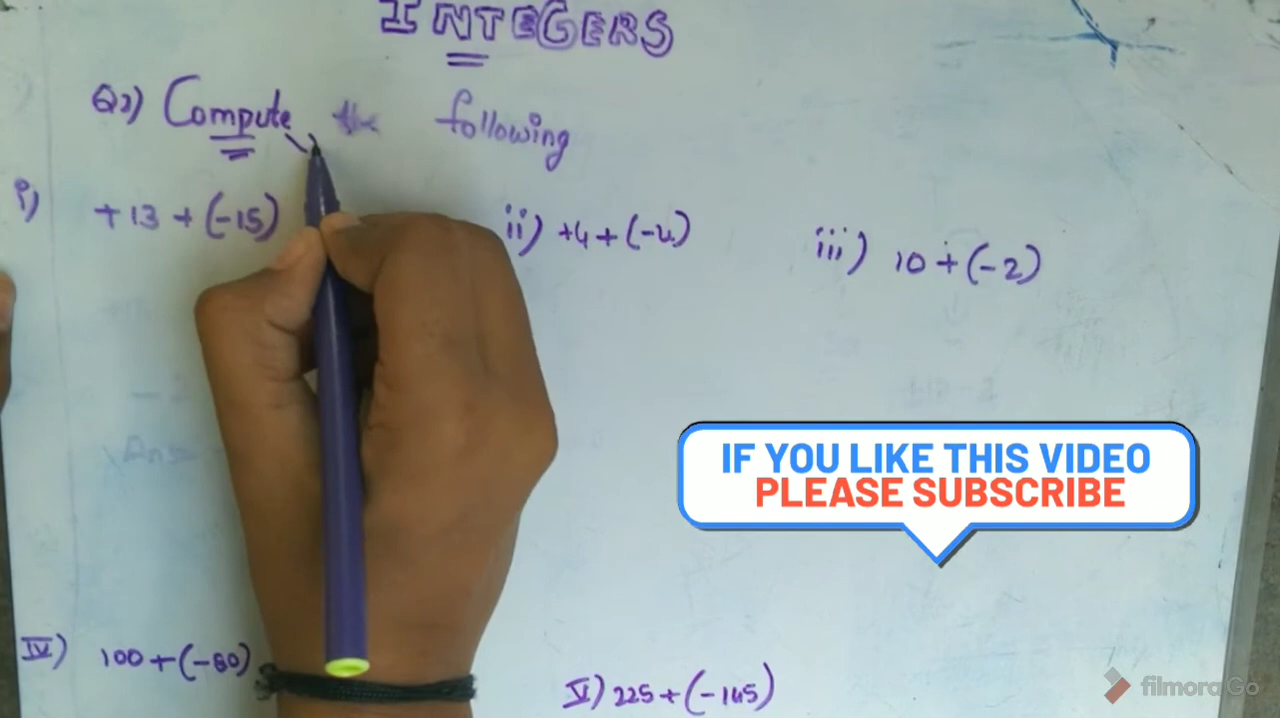 INTEGERS
Q2) Compute the following
i) +13 + (-15)
ii) +4 + (-4)
iii) 10 + (-2)
IF YOU LIKE THIS VIDEO
PLEASE SUBSCRIBE
IV) 100 + (-80)
V) 225 + (-145)
filmora Go